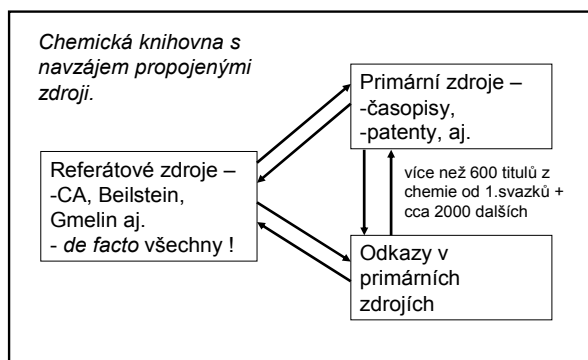 Chemická knihovna s
navzájem propojenými
zdroji.
Primární zdroje –
-časopisy,
-patenty, aj.
Referátové zdroje –
-CA, Beilstein,
Gmelin aj.
- de facto všechny !
více než 600 titulů z
chemie od 1.svazků +
cca 2000 dalších
Odkazy v
primárních
zdrojích